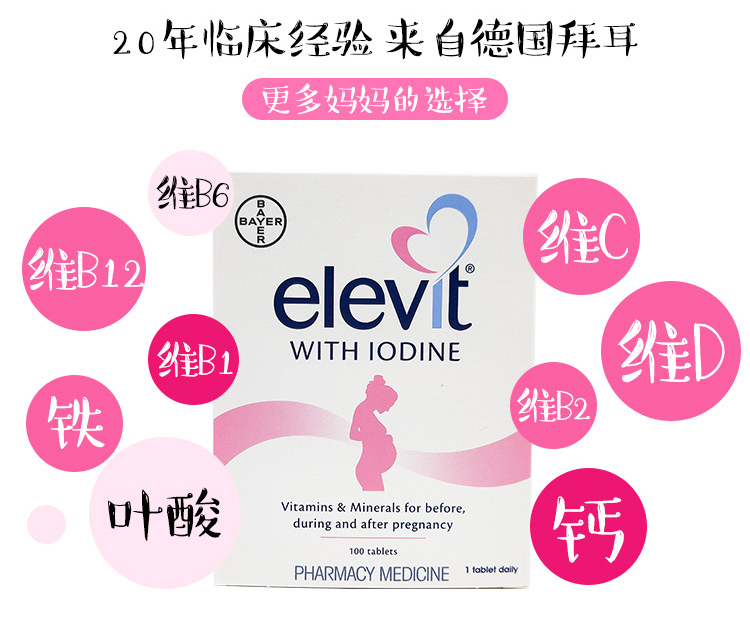 20年临床经验 来自德国拜耳
更多妈妈的选择
维B6
维B12
维B1
铁
叶酸
BAYER
BAYER
elevit®
WITH IODINE
Vitamins & Minerals for before,
during and after pregnancy
100 tablets
PHARMACY MEDICINE
1 tablet daily
维C
维D
维B2
钙